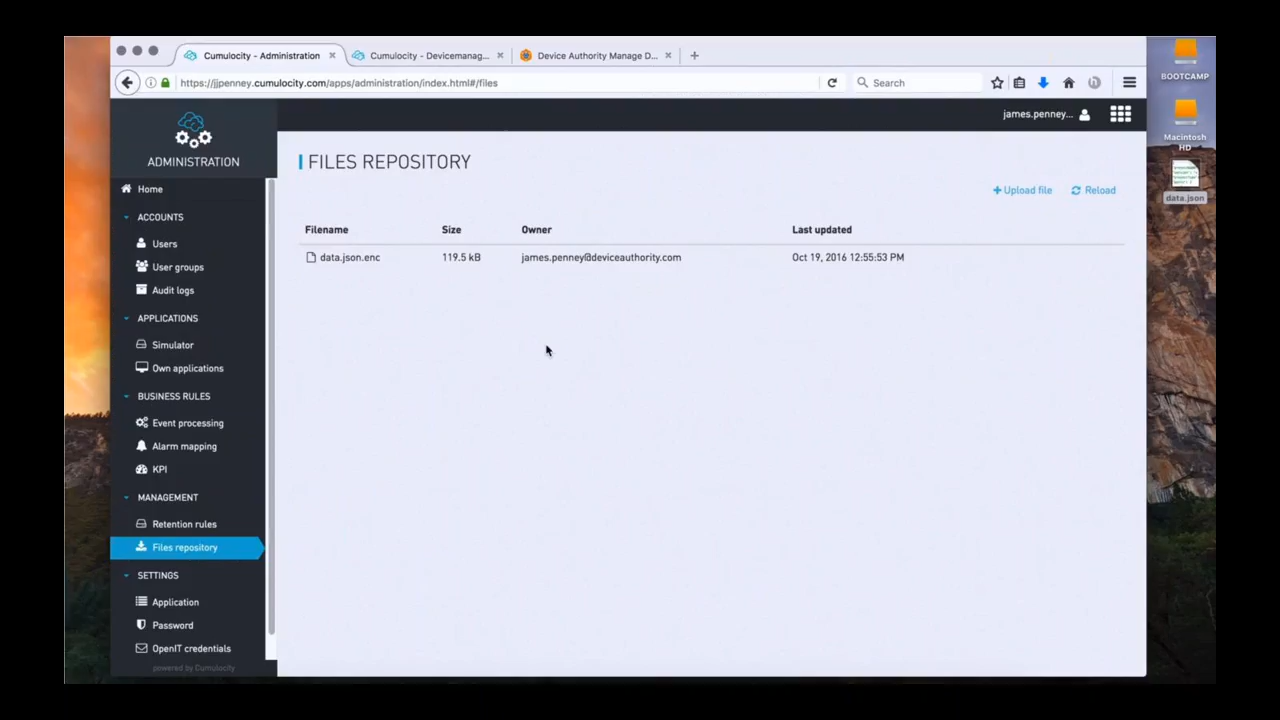 Cumulocity - Administration
Cumulocity - Devicemanag...
Device Authority Manage D...
https://jjpenney.cumulocity.com/apps/administration/index.html#/files
Search
BOOTCAMP
Macintosh HD
data.json
james.penney...
ADMINISTRATION
Home
ACCOUNTS
Users
User groups
Audit logs
APPLICATIONS
Simulator
Own applications
BUSINESS RULES
Event processing
Alarm mapping
KPI
MANAGEMENT
Retention rules
Files repository
SETTINGS
Application
Password
OpenIT credentials
powered by Cumulocity
FILES REPOSITORY
+ Upload file
Reload
Filename Size Owner Last updated
data.json.enc 119.5 kB james.penney@deviceauthority.com Oct 19, 2016 12:55:53 PM